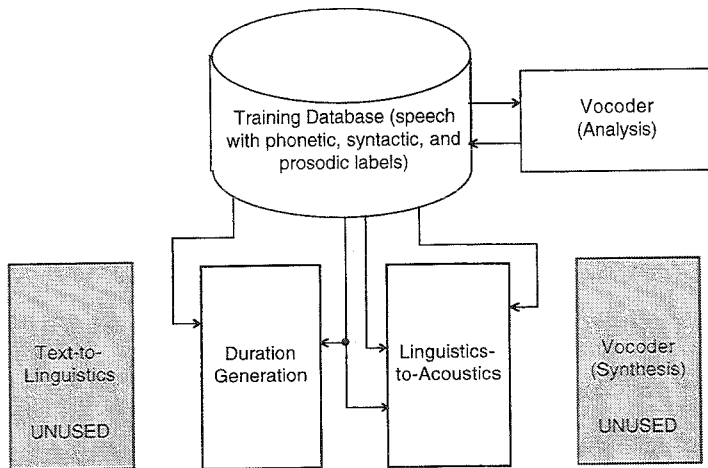 Training Database (speech
with phonetic, syntactic, and
prosodic labels)
Vocoder
(Analysis)
Text-to-
Linguistics
UNUSED
Duration
Generation
Linguistics-
to-Acoustics
Vocoder
(Synthesis)
UNUSED